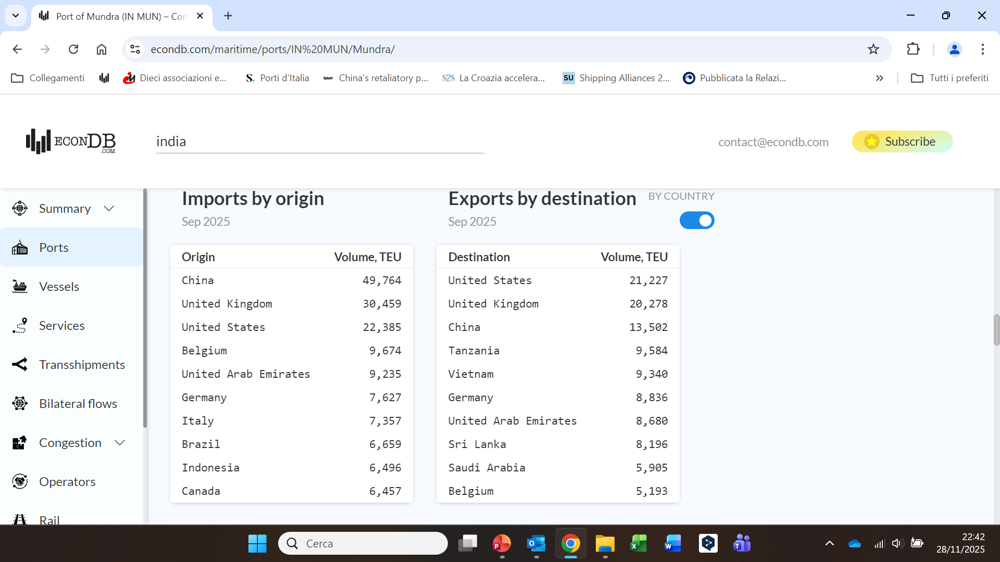 Port of Mundra (IN MUN) – Con
econdb.com/maritime/ports/IN%20MUN/Mundra/
Collegamenti
Dieci associazioni e...
Porti d'Italia
China's retaliatory p...
La Croazia accelera...
Shipping Alliances 2...
Pubblicata la Relazi...
Tutti i preferiti
ECONDB.COM
india
contact@econdb.com
Subscribe
Summary
Ports
Vessels
Services
Transshipments
Bilateral flows
Congestion
Operators
Rail
Imports by origin
Sep 2025
Origin Volume, TEU
China 49,764
United Kingdom 30,459
United States 22,385
Belgium 9,674
United Arab Emirates 9,235
Germany 7,627
Italy 7,357
Brazil 6,659
Indonesia 6,496
Canada 6,457
Exports by destination
BY COUNTRY
Sep 2025
Destination Volume, TEU
United States 21,227
United Kingdom 20,278
China 13,502
Tanzania 9,584
Vietnam 9,340
Germany 8,836
United Arab Emirates 8,680
Sri Lanka 8,196
Saudi Arabia 5,905
Belgium 5,193
Cerca
22:42
28/11/2025